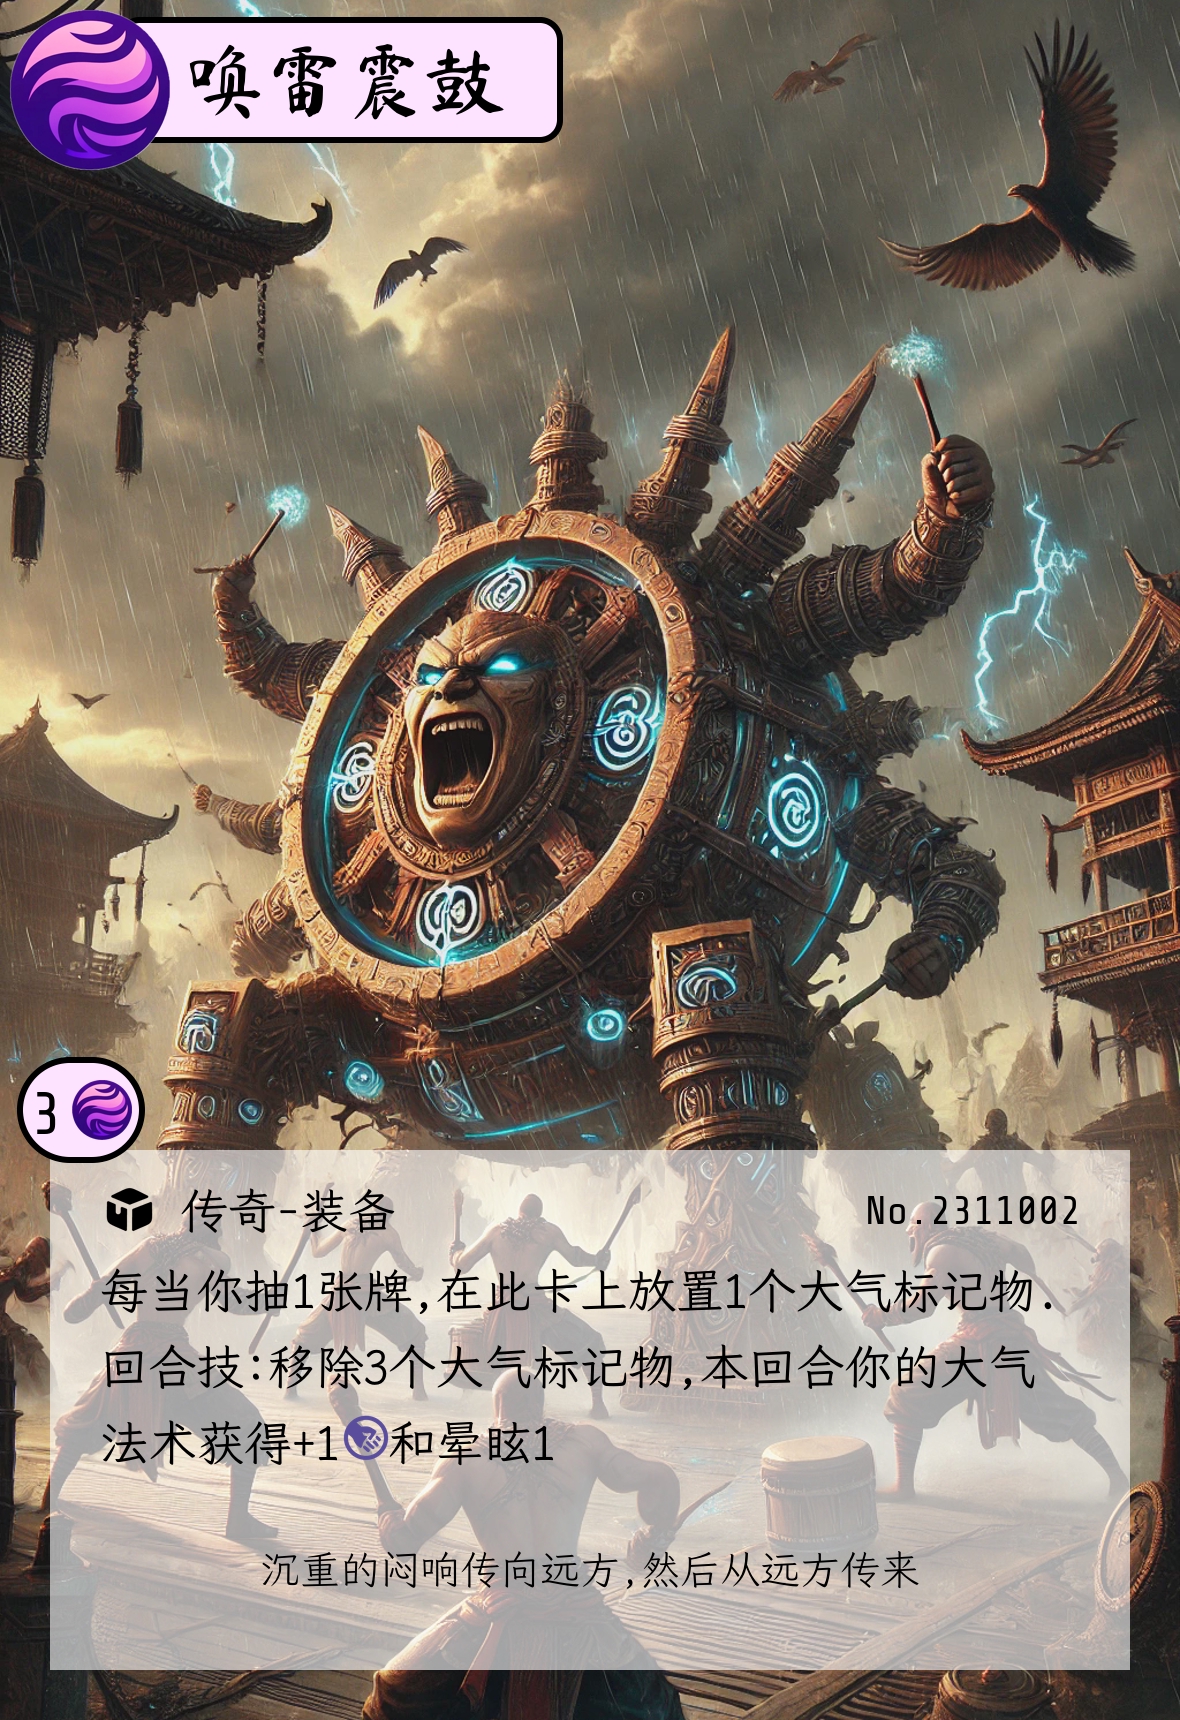 唤雷震鼓
3
传奇-装备
No.2311002
每当你抽1张牌,在此卡上放置1个大气标记物.
回合技:移除3个大气标记物,本回合你的大气
法术获得+1和晕眩1
沉重的闷响传向远方,然后从远方传来